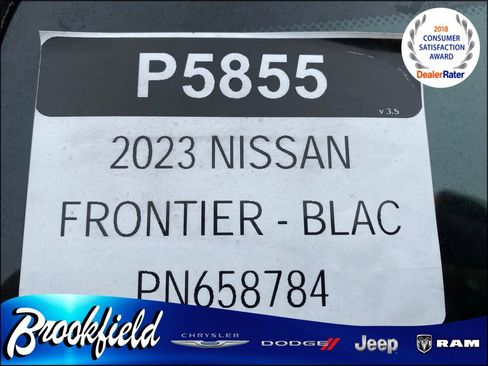 2018
CONSUMER
SATISFACTION
AWARD
DealerRater
P5855
v 3.5
2023 NISSAN
FRONTIER - BLAC
PN658784
Brookfield
CHRYSLER
DODGE
Jeep
RAM